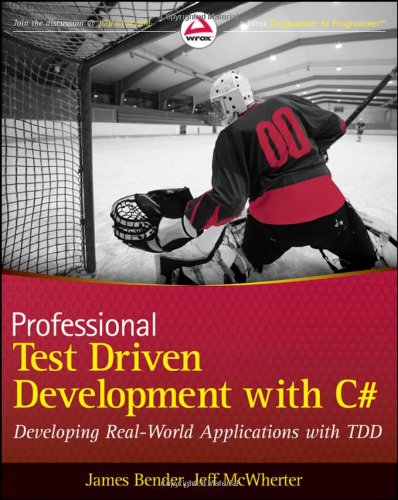 Join the discussion @ p2p.wrox.com
Wrox Programmer to Programmer™
wrox
00
Professional
Test Driven
Development with C#
Developing Real-World Applications with TDD
James Bender, Jeff McWherter